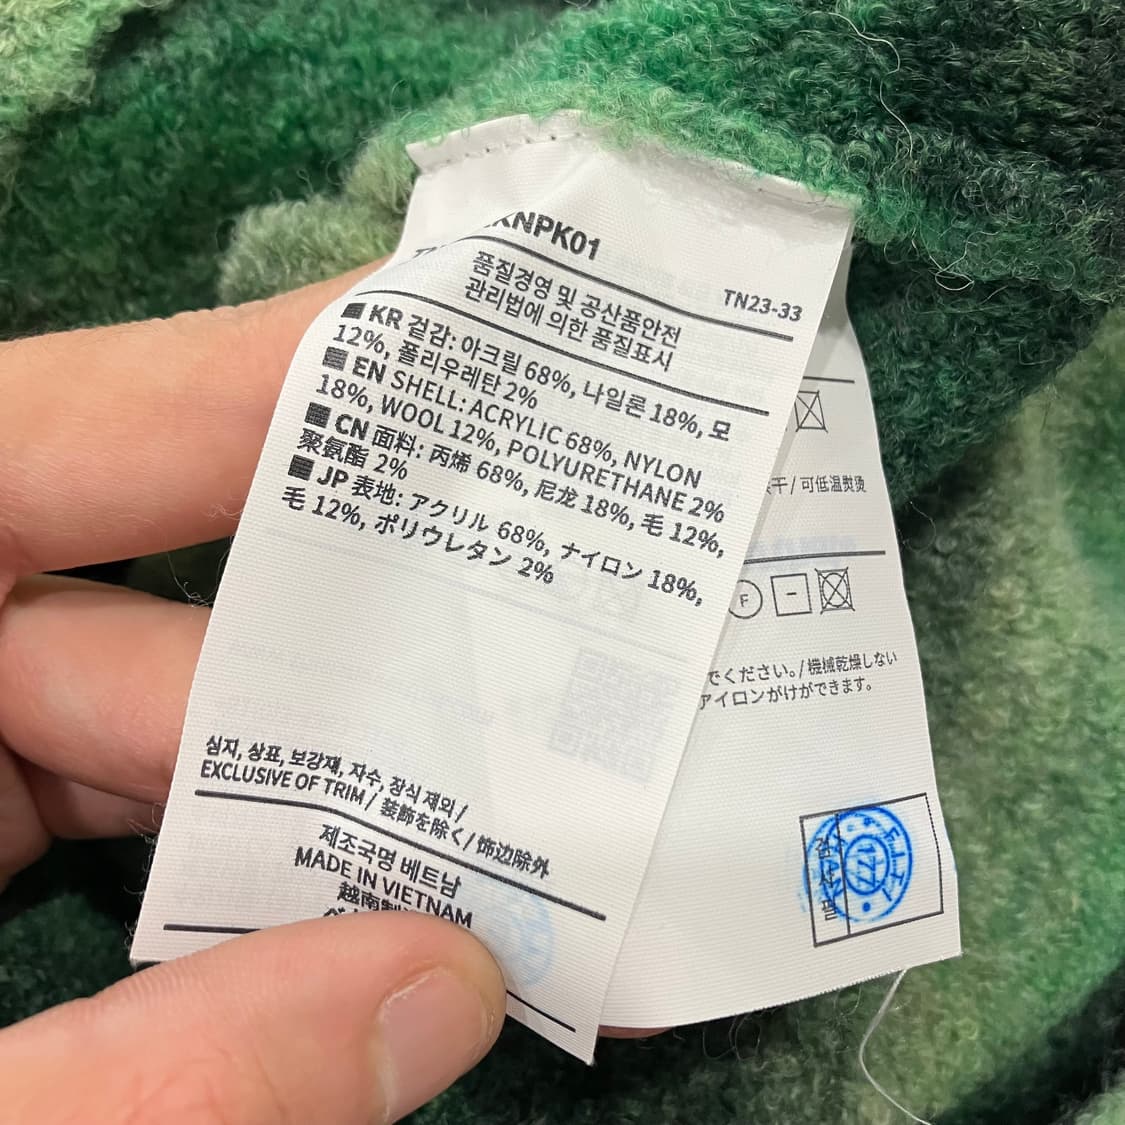 KNPK01
TN23-33
품질경영 및 공산품안전
관리법에 의한 품질표시
KR 겉감: 아크릴 68%, 나일론 18%, 모
12%, 폴리우레탄 2%
EN SHELL: ACRYLIC 68%, NYLON
18%, WOOL 12%, POLYURETHANE 2%
CN 面料: 丙烯 68%, 尼龙 18%, 毛 12%,
聚氨酯 2%
JP 表地: アクリル 68%, ナイロン 18%,
毛 12%, ポリウレタン 2%
심지, 상표, 보강재, 자수, 장식 제외 /
EXCLUSIVE OF TRIM / 装飾を除く/ 饰边除外
제조국명 베트남
MADE IN VIETNAM
越南制
干 / 可低温熨烫
F
でください。/ 機械乾燥しない
アイロンがけができます。
검사필
177